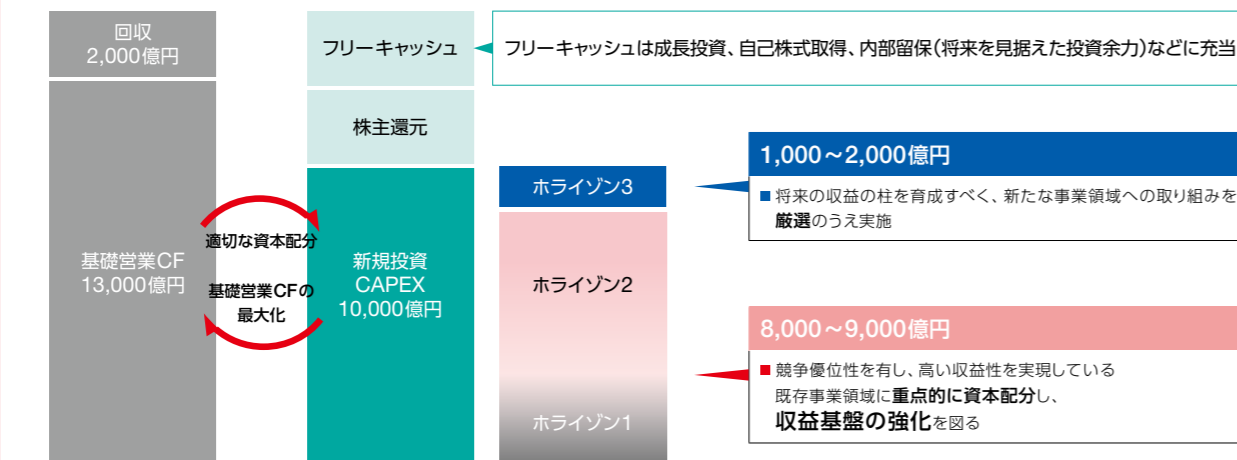 回収
2,000億円
フリーキャッシュ
フリーキャッシュは成長投資、自己株式取得、内部留保(将来を見据えた投資余力)などに充当
株主還元
基礎営業CF
13,000億円
適切な資本配分
基礎営業CFの
最大化
新規投資
CAPEX
10,000億円
ホライゾン3
ホライゾン2
ホライゾン1
1,000～2,000億円
■ 将来の収益の柱を育成すべく、新たな事業領域への取り組みを
厳選のうえ実施
8,000～9,000億円
■ 競争優位性を有し、高い収益性を実現している
既存事業領域に重点的に資本配分し、
収益基盤の強化を図る